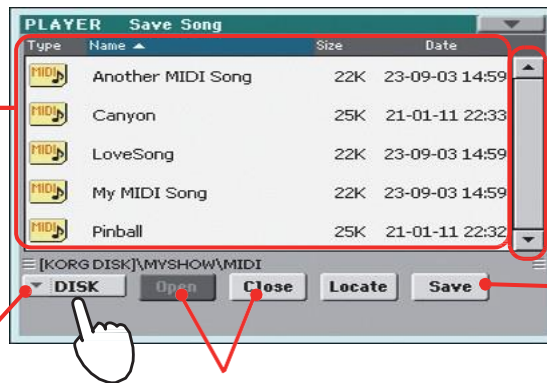 PLAYER Save Song
Type Name Size Date
MIDI Another MIDI Song 22K 23-09-03 14:59
MIDI Canyon 25K 21-01-11 22:33
MIDI LoveSong 22K 23-09-03 14:59
MIDI My MIDI Song 22K 23-09-03 14:59
MIDI Pinball 25K 21-01-11 22:32
[KORG DISK]\MYSHOW\MIDI
DISK Open Close Locate Save